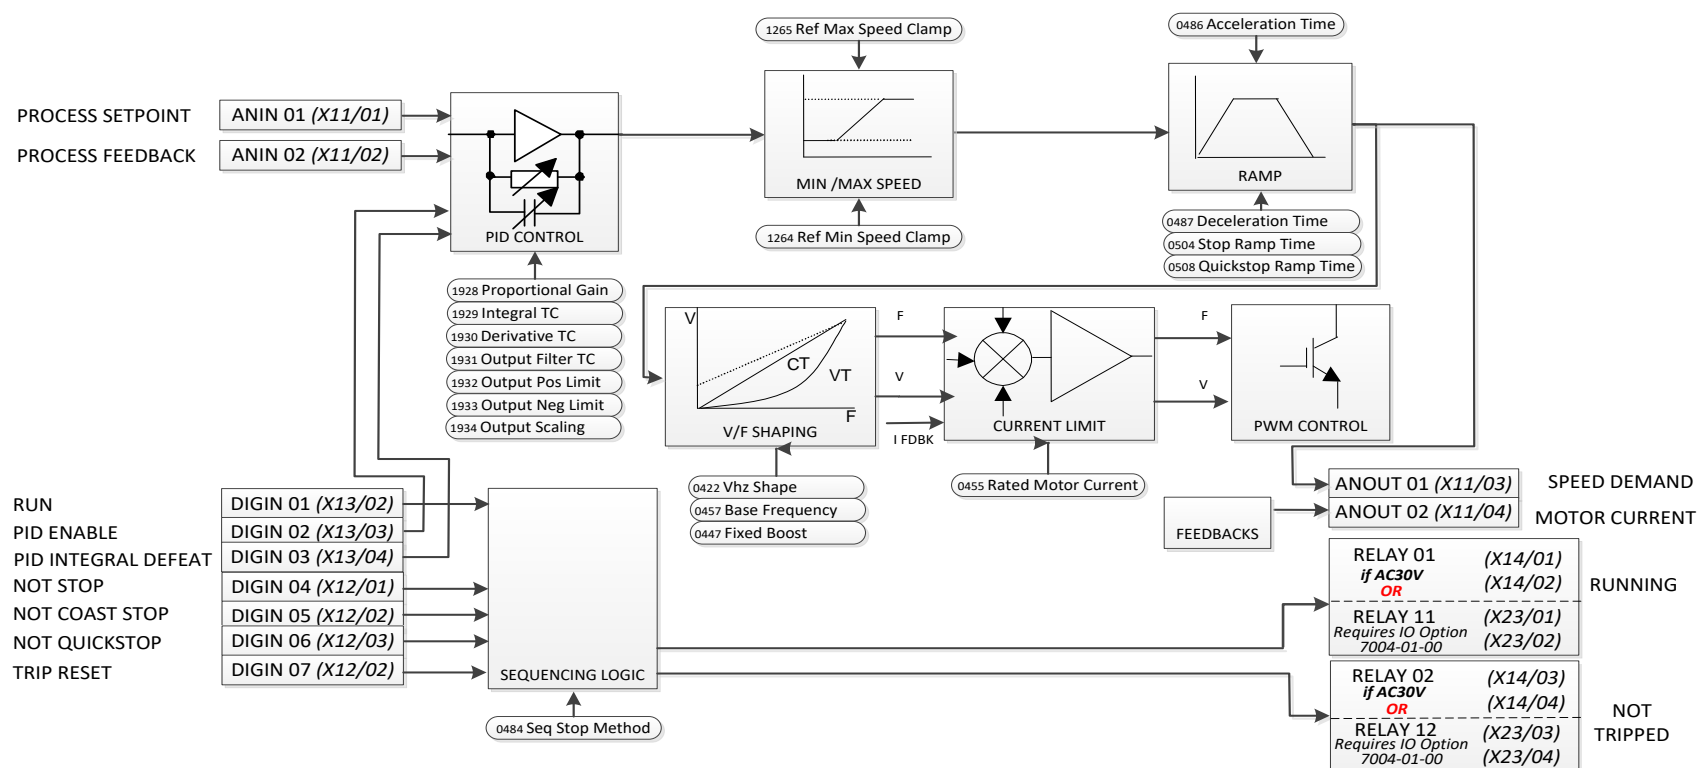 1265 Ref Max Speed Clamp
0486 Acceleration Time
PROCESS SETPOINT
ANIN 01 (X11/01)
PROCESS FEEDBACK
ANIN 02 (X11/02)
PID CONTROL
MIN /MAX SPEED
RAMP
1264 Ref Min Speed Clamp
0487 Deceleration Time
0504 Stop Ramp Time
0508 Quickstop Ramp Time
1928 Proportional Gain
1929 Integral TC
1930 Derivative TC
1931 Output Filter TC
1932 Output Pos Limit
1933 Output Neg Limit
1934 Output Scaling
V
CT
VT
F
V/F SHAPING
F
V
I FDBK
CURRENT LIMIT
F
V
PWM CONTROL
0422 Vhz Shape
0457 Base Frequency
0447 Fixed Boost
0455 Rated Motor Current
RUN
DIGIN 01 (X13/02)
PID ENABLE
DIGIN 02 (X13/03)
PID INTEGRAL DEFEAT
DIGIN 03 (X13/04)
NOT STOP
DIGIN 04 (X12/01)
NOT COAST STOP
DIGIN 05 (X12/02)
NOT QUICKSTOP
DIGIN 06 (X12/03)
TRIP RESET
DIGIN 07 (X12/02)
SEQUENCING LOGIC
0484 Seq Stop Method
FEEDBACKS
ANOUT 01 (X11/03)
SPEED DEMAND
ANOUT 02 (X11/04)
MOTOR CURRENT
RELAY 01 (X14/01)
if AC30V (X14/02)
OR
RUNNING
RELAY 11 (X23/01)
Requires IO Option (X23/02)
7004-01-00
RELAY 02 (X14/03)
if AC30V (X14/04)
OR
NOT
TRIPPED
RELAY 12 (X23/03)
Requires IO Option (X23/04)
7004-01-00